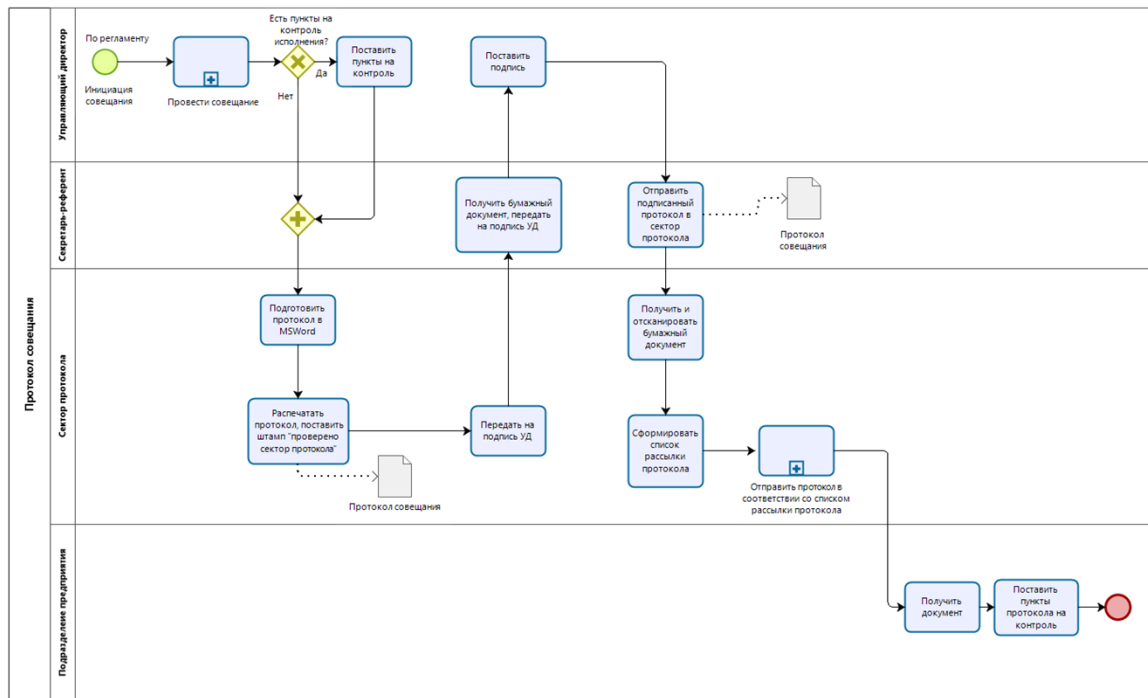 Протокол совещания
Управляющий директор
По регламенту
Инициация
совещания
Провести совещание
Есть пункты на
контроль
исполнения?
Да
Нет
Поставить
пункты на
контроль
Поставить
подпись
Секретарь-референт
Получить бумажный
документ, передать
на подпись УД
Отправить
подписанный
протокол в
сектор
протокола
Протокол
совещания
Сектор протокола
Подготовить
протокол в
MSWord
Распечатать
протокол, поставить
штамп "проверено
сектор протокола"
Протокол совещания
Передать на
подпись УД
Получить и
отсканировать
бумажный
документ
Сформировать
список
рассылки
протокола
Отправить протокол в
соответствии со списком
рассылки протокола
Подразделение предприятия
Получить
документ
Поставить
пункты
протокола на
контроль